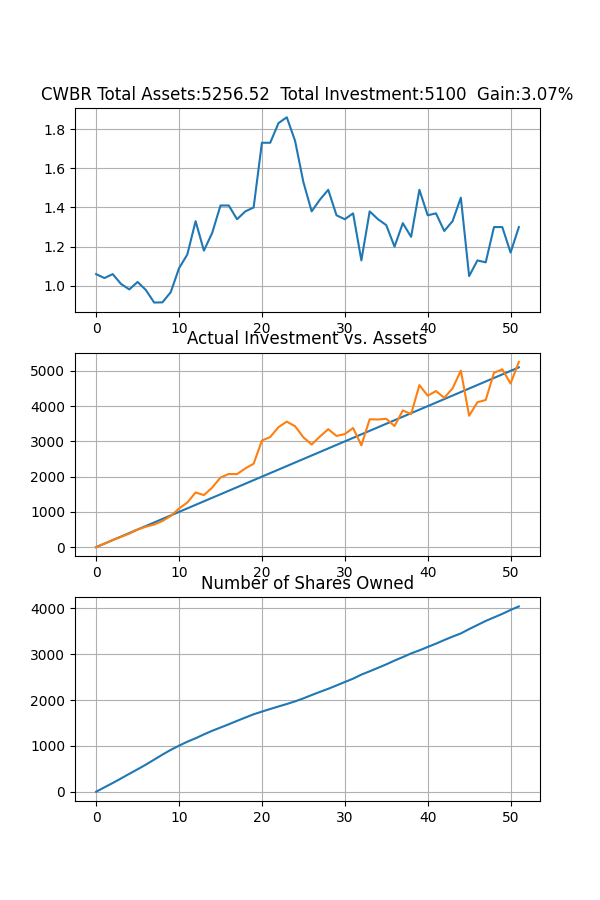 CWBR Total Assets:5256.52  Total Investment:5100  Gain:3.07%
1.8
1.6
1.4
1.2
1.0
0 10 20 30 40 50
Actual Investment vs. Assets
5000
4000
3000
2000
1000
0
0 10 20 30 40 50
Number of Shares Owned
4000
3000
2000
1000
0
0 10 20 30 40 50